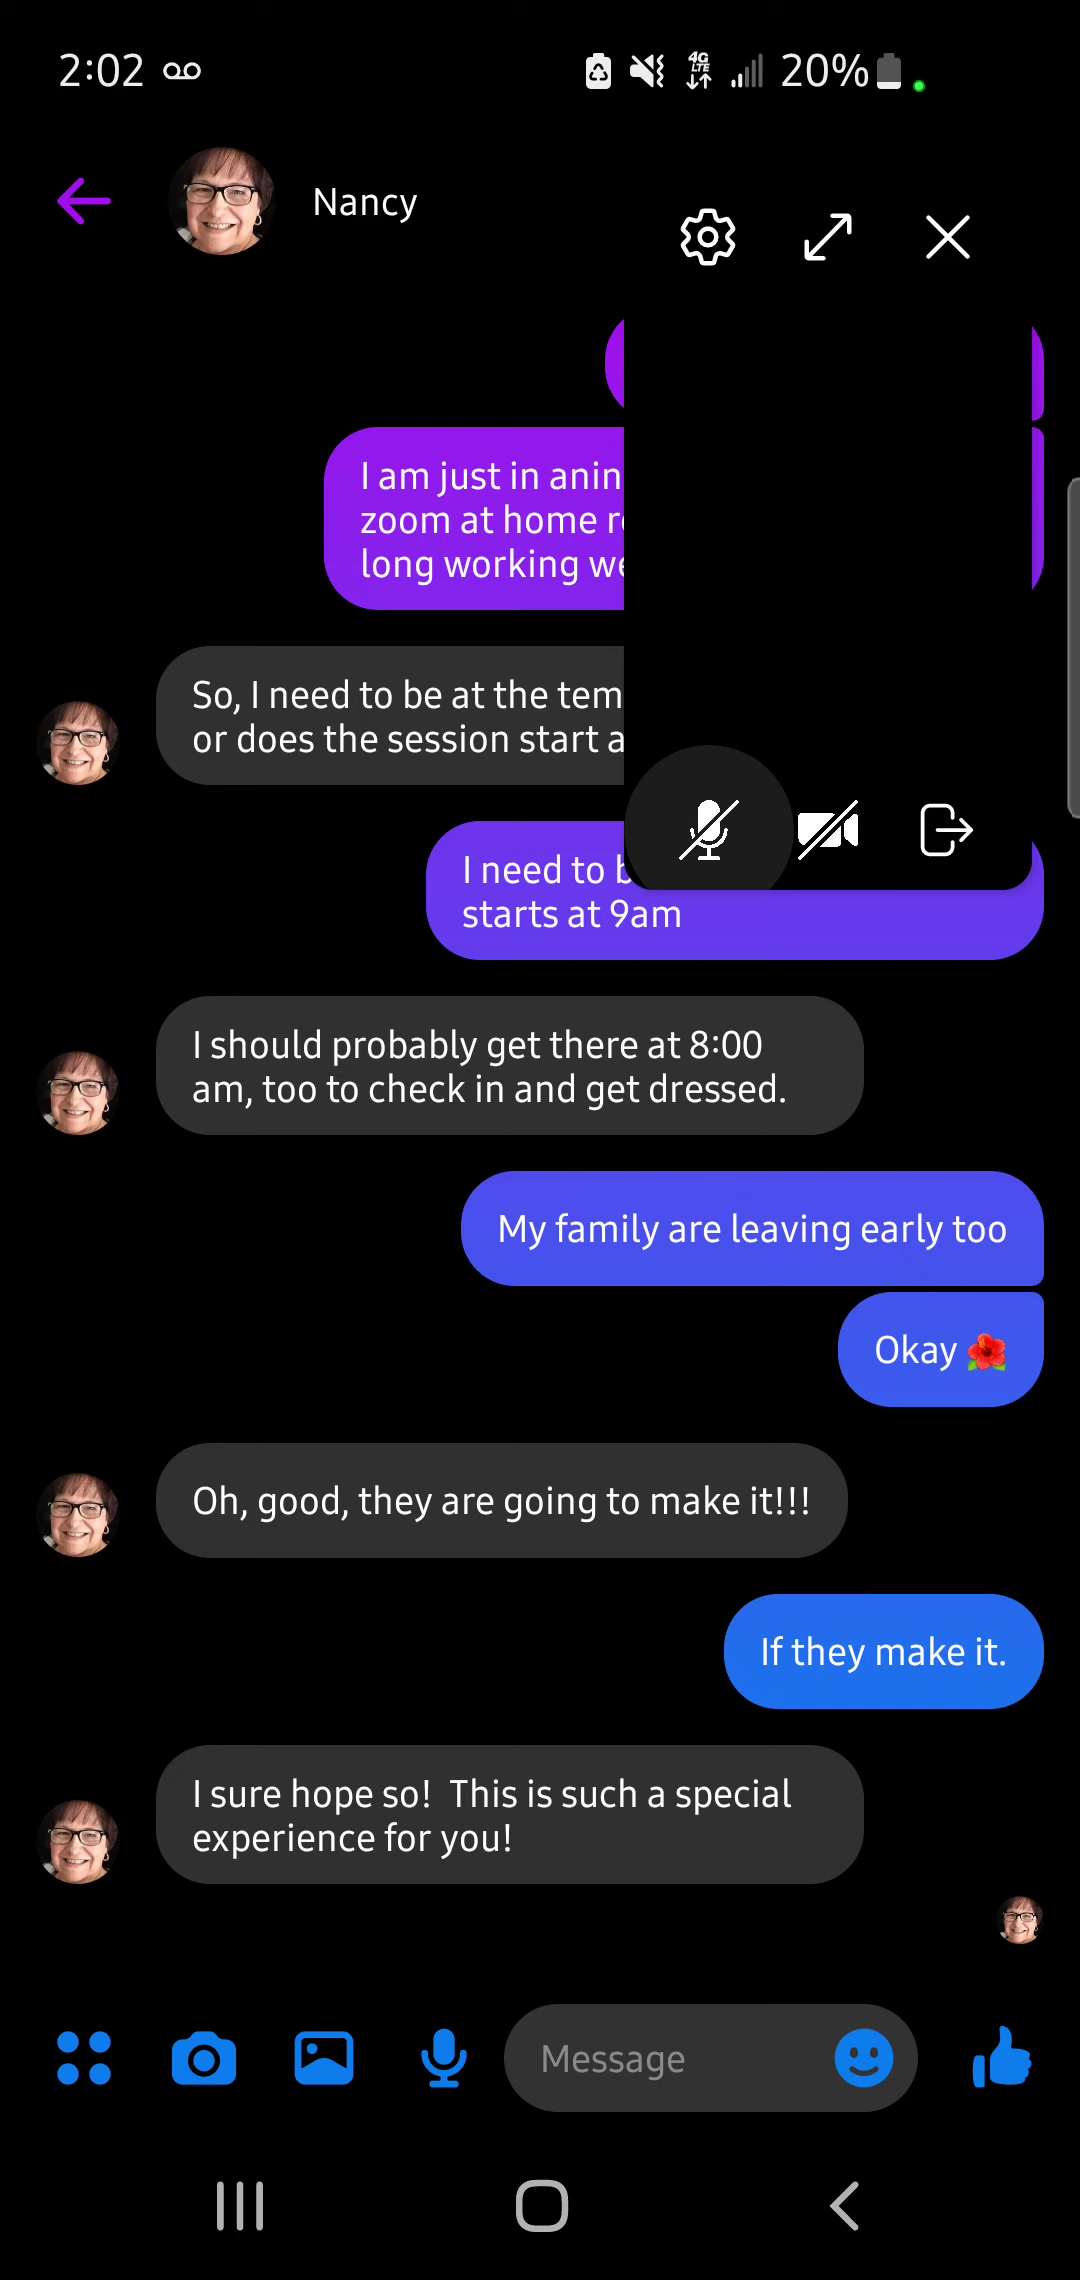 2:02
4G
LTE
20%
Nancy
I am just in
zoom at home
long working
So, I need to be at the
or does the session start
I need to
starts at 9am
I should probably get there at 8:00
am, too to check in and get dressed.
My family are leaving early too
Okay
Oh, good, they are going to make it!!!
If they make it.
I sure hope so!  This is such a special
experience for you!
Message